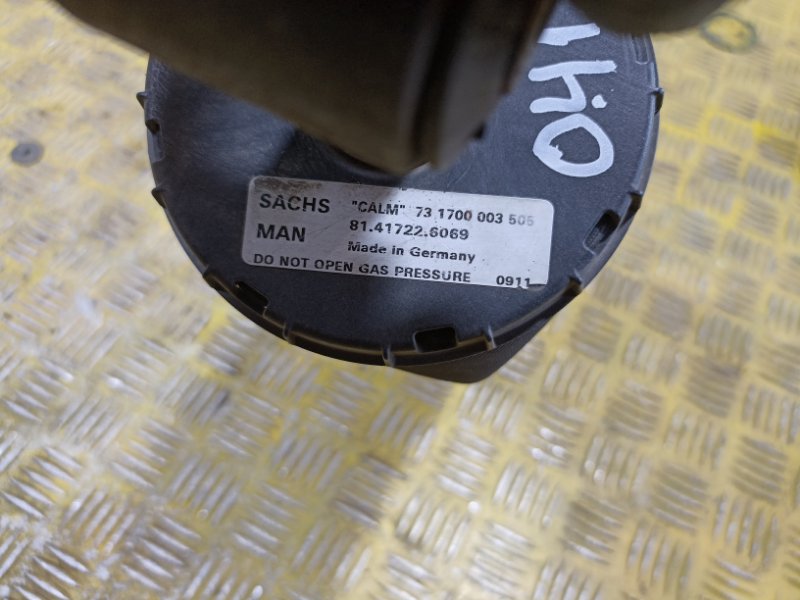 SACHS "CALM" 73 1700 003 505
MAN 81.41722.6069
Made in Germany
DO NOT OPEN GAS PRESSURE 0911